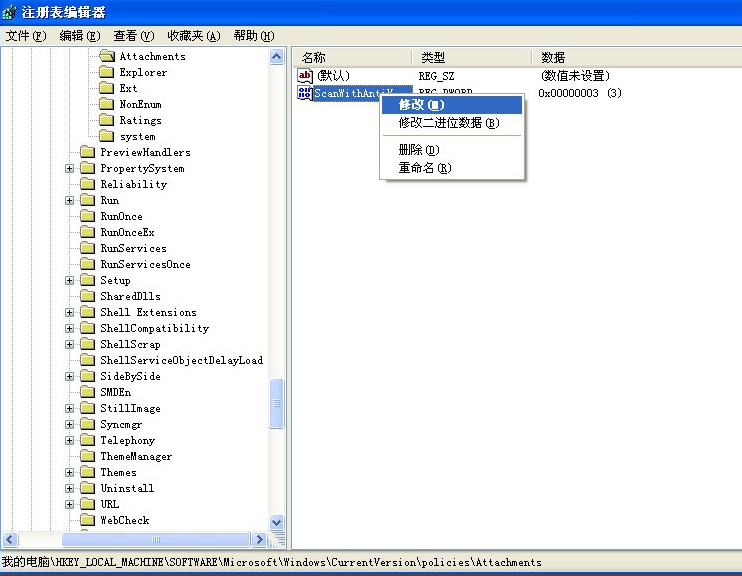 注册表编辑器
文件(F) 编辑(E) 查看(V) 收藏夹(A) 帮助(H)
名称 类型 数据
Attachments
Explorer
Ext
NonEnum
Ratings
system
PreviewHandlers
PropertySystem
Reliability
Run
RunOnce
RunOnceEx
RunServices
RunServicesOnce
Setup
SharedDlls
Shell Extensions
ShellCompatibility
ShellScrap
ShellServiceObjectDelayLoad
SideBySide
SMDEn
StillImage
Syncmgr
Telephony
ThemeManager
Themes
Uninstall
URL
WebCheck
ab (默认) REG_SZ (数值未设置)
ScanWithAntiV REG_DWORD 0x00000003 (3)
修改(M)
修改二进位数据(B)
删除(D)
重命名(R)
我的电脑\HKEY_LOCAL_MACHINE\SOFTWARE\Microsoft\Windows\CurrentVersion\policies\Attachments